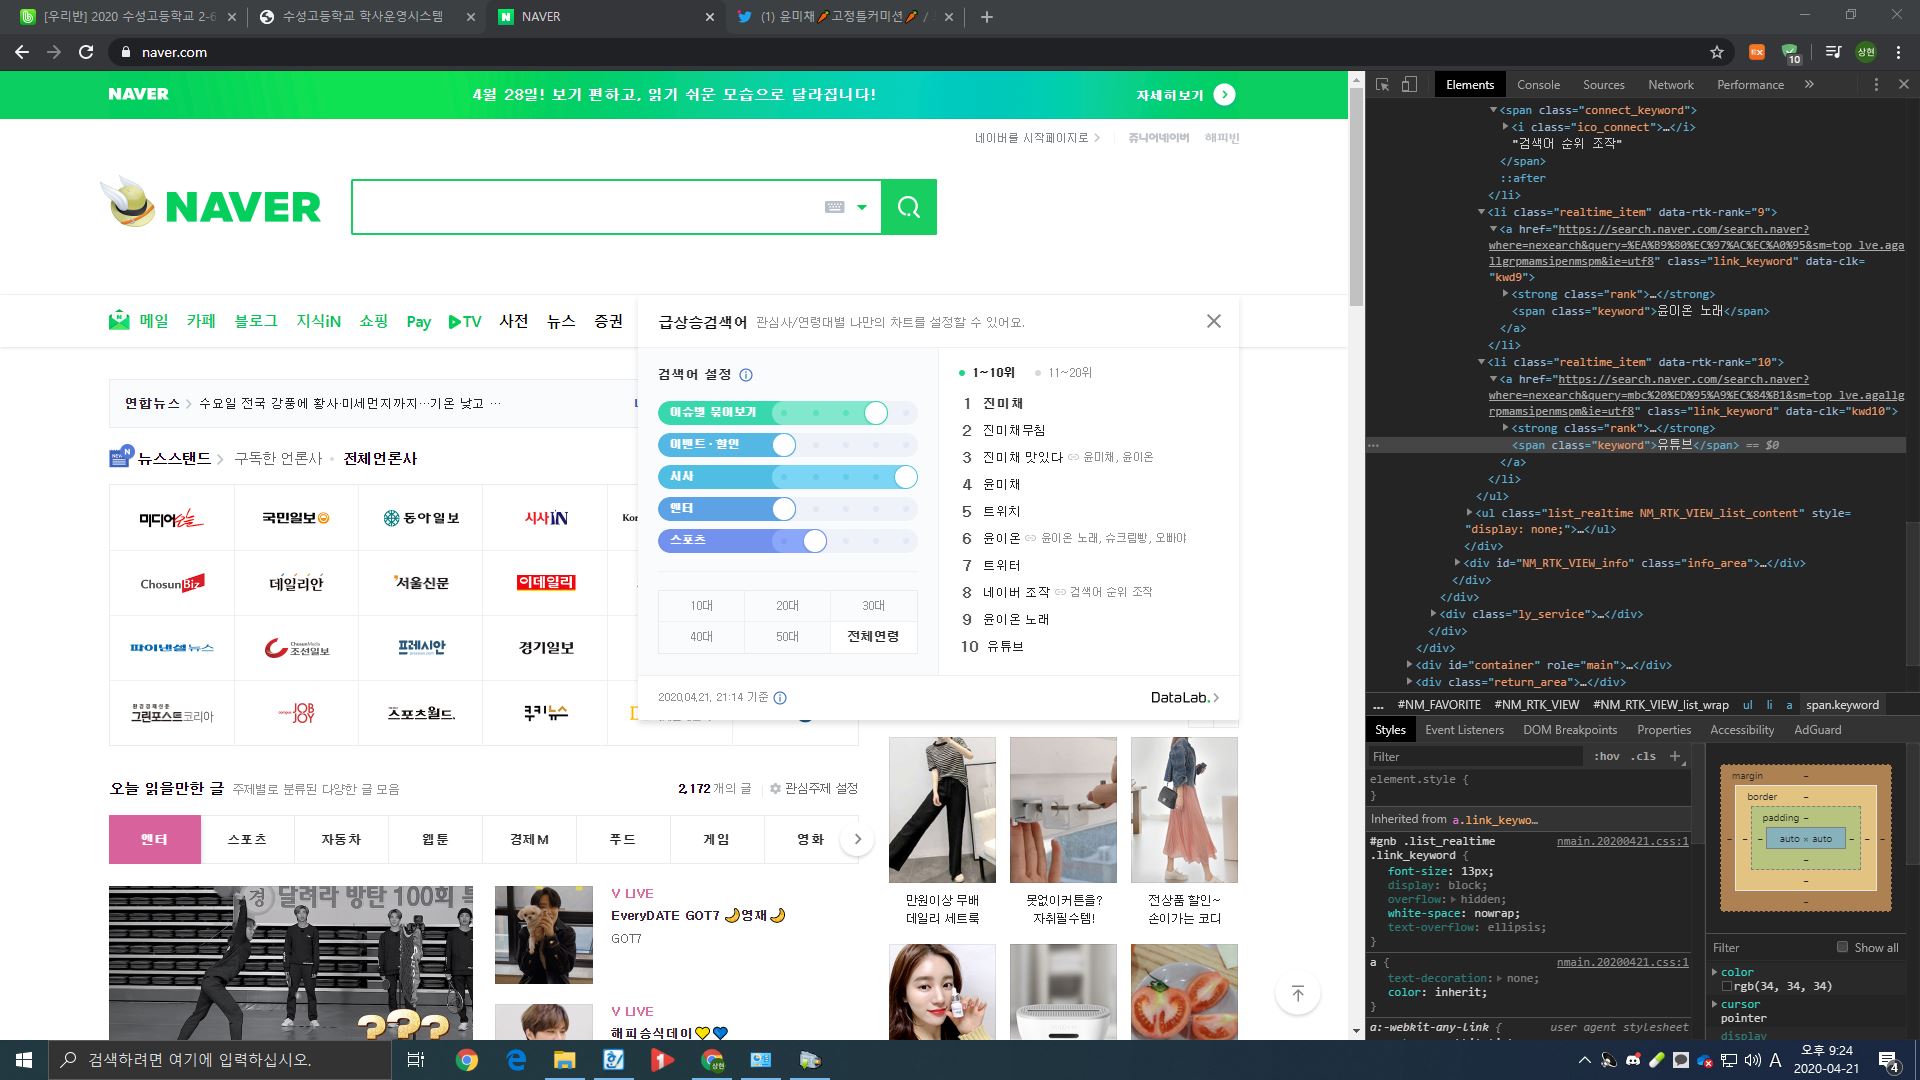 [우리반] 2020 수성고등학교 2-6
수성고등학교 학사운영시스템
NAVER
(1) 윤미채🥕고정틀커미션🥕 /
naver.com
10
상현
NAVER
4월 28일! 보기 편하고, 읽기 쉬운 모습으로 달라집니다!
자세히보기
네이버를 시작페이지로
쥬니어네이버
해피빈
NAVER
메일 카페 블로그 지식iN 쇼핑 Pay TV 사전 뉴스 증권
급상승검색어 관심사/연령대별 나만의 차트를 설정할 수 있어요.
검색어 설정
이슈별 묶어보기
이벤트·할인
시사
엔터
스포츠
10대 20대 30대
40대 50대 전체연령
1~10위 11~20위
1 진미채
2 진미채무침
3 진미채 맛있다 윤미채, 윤이온
4 윤미채
5 트위치
6 윤이온 윤이온 노래, 슈크림빵, 오빠야
7 트위터
8 네이버 조작 검색어 순위 조작
9 윤이온 노래
10 유튜브
2020.04.21. 21:14 기준
DataLab.
연합뉴스 수요일 전국 강풍에 황사·미세먼지까지…기온 낮고 …
뉴스스탠드 구독한 언론사 전체언론사
미디어오늘 국민일보 동아일보 시사IN Kor
ChosunBiz 데일리안 서울신문 이데일리
파이낸셜뉴스 조선일보 프레시안 경기일보
그린포스트코리아 JOB JOY 스포츠월드. 쿠키뉴스
오늘 읽을만한 글 주제별로 분류된 다양한 글 모음
2,172개의 글 관심주제 설정
엔터 스포츠 자동차 웹툰 경제M 푸드 게임 영화
달려라 방탄 100회 특
???
V LIVE
EveryDATE GOT7 🌙영재🌙
GOT7
V LIVE
해피승식데이💛💙
만원이상 무배
데일리 세트룩
못없이커튼을?
자취필수템!
전상품 할인~
손이가는 코디
Elements Console Sources Network Performance
<span class="connect_keyword">
<i class="ico_connect">…</i>
"검색어 순위 조작"
</span>
::after
</li>
<li class="realtime_item" data-rtk-rank="9">
<a href="https://search.naver.com/search.naver?
where=nexearch&query=%EA%B9%80%EC%97%AC%EC%A0%95&sm=top_lve.aga
llgrpmamsipenmspm&ie=utf8" class="link_keyword" data-clk=
"kwd9">
<strong class="rank">…</strong>
<span class="keyword">윤이온 노래</span>
</a>
</li>
<li class="realtime_item" data-rtk-rank="10">
<a href="https://search.naver.com/search.naver?
where=nexearch&query=mbc%20%ED%95%A9%EC%84%B1&sm=top_lve.agallg
rpmamsipenmspm&ie=utf8" class="link_keyword" data-clk="kwd10">
<strong class="rank">…</strong>
<span class="keyword">유튜브</span> == $0
</a>
</li>
</ul>
<ul class="list_realtime NM_RTK_VIEW_list_content" style=
"display: none;">…</ul>
</div>
<div id="NM_RTK_VIEW_info" class="info_area">…</div>
</div>
</div>
<div class="ly_service">…</div>
</div>
</div>
<div id="container" role="main">…</div>
<div class="return_area">…</div>
… #NM_FAVORITE #NM_RTK_VIEW #NM_RTK_VIEW_list_wrap ul li a span.keyword
Styles Event Listeners DOM Breakpoints Properties Accessibility AdGuard
Filter :hov .cls
element.style {
}
Inherited from a.link_keywo…
#gnb .list_realtime nmain.20200421.css:1
.link_keyword {
font-size: 13px;
display: block;
overflow: hidden;
white-space: nowrap;
text-overflow: ellipsis;
}
a { nmain.20200421.css:1
text-decoration: none;
color: inherit;
}
a:-webkit-any-link { user agent stylesheet
margin –
border –
padding –
auto × auto
Filter Show all
color
rgb(34, 34, 34)
cursor
pointer
display
검색하려면 여기에 입력하십시오.
A
오후 9:24
2020-04-21
4